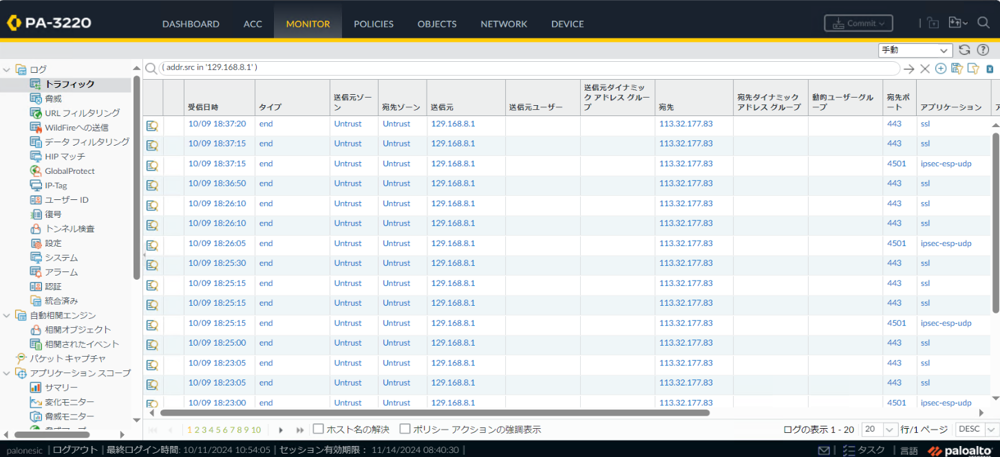 PA-3220 DASHBOARD ACC MONITOR POLICIES OBJECTS NETWORK DEVICE Commit
手動
( addr.src in '129.168.8.1' )
ログ
トラフィック
脅威
URL フィルタリング
WildFireへの送信
データ フィルタリング
HIP マッチ
GlobalProtect
IP-Tag
ユーザー ID
復号
トンネル検査
設定
システム
アラーム
認証
統合済み
自動相関エンジン
相関オブジェクト
相関されたイベント
パケット キャプチャ
アプリケーション スコープ
サマリー
変化モニター
脅威モニター
脅威マップ
受信日時 タイプ 送信元ゾーン 宛先ゾーン 送信元 送信元ユーザー 送信元ダイナミック アドレス グループ 宛先 宛先ダイナミック アドレス グループ 動的ユーザーグループ 宛先ポート アプリケーション ア
10/09 18:37:20 end Untrust Untrust 129.168.8.1 113.32.177.83 443 ssl
10/09 18:37:15 end Untrust Untrust 129.168.8.1 113.32.177.83 443 ssl
10/09 18:37:15 end Untrust Untrust 129.168.8.1 113.32.177.83 4501 ipsec-esp-udp
10/09 18:36:50 end Untrust Untrust 129.168.8.1 113.32.177.83 443 ssl
10/09 18:26:10 end Untrust Untrust 129.168.8.1 113.32.177.83 443 ssl
10/09 18:26:10 end Untrust Untrust 129.168.8.1 113.32.177.83 443 ssl
10/09 18:26:05 end Untrust Untrust 129.168.8.1 113.32.177.83 4501 ipsec-esp-udp
10/09 18:25:30 end Untrust Untrust 129.168.8.1 113.32.177.83 443 ssl
10/09 18:25:15 end Untrust Untrust 129.168.8.1 113.32.177.83 443 ssl
10/09 18:25:15 end Untrust Untrust 129.168.8.1 113.32.177.83 443 ssl
10/09 18:25:15 end Untrust Untrust 129.168.8.1 113.32.177.83 4501 ipsec-esp-udp
10/09 18:25:00 end Untrust Untrust 129.168.8.1 113.32.177.83 443 ssl
10/09 18:23:05 end Untrust Untrust 129.168.8.1 113.32.177.83 443 ssl
10/09 18:23:05 end Untrust Untrust 129.168.8.1 113.32.177.83 443 ssl
10/09 18:23:00 end Untrust Untrust 129.168.8.1 113.32.177.83 4501 ipsec-esp-udp
1 2 3 4 5 6 7 8 9 10 ホスト名の解決 ポリシー アクションの強調表示 ログの表示 1 - 20 20 行/1 ページ DESC
palonesic | ログアウト | 最終ログイン時間: 10/11/2024 10:54:05 | セッション有効期限： 11/14/2024 08:40:30 | タスク | 言語 paloalto